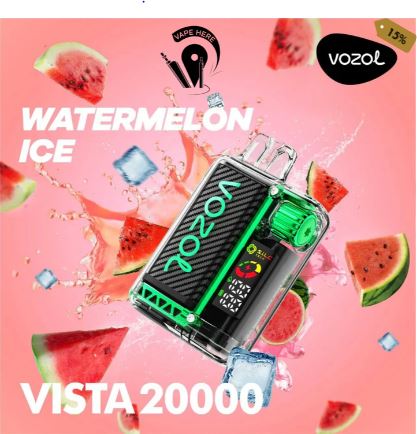 VAPE HERE
15%
VOZOL
WATERMELON
ICE
VOZOL
VISTA 20000